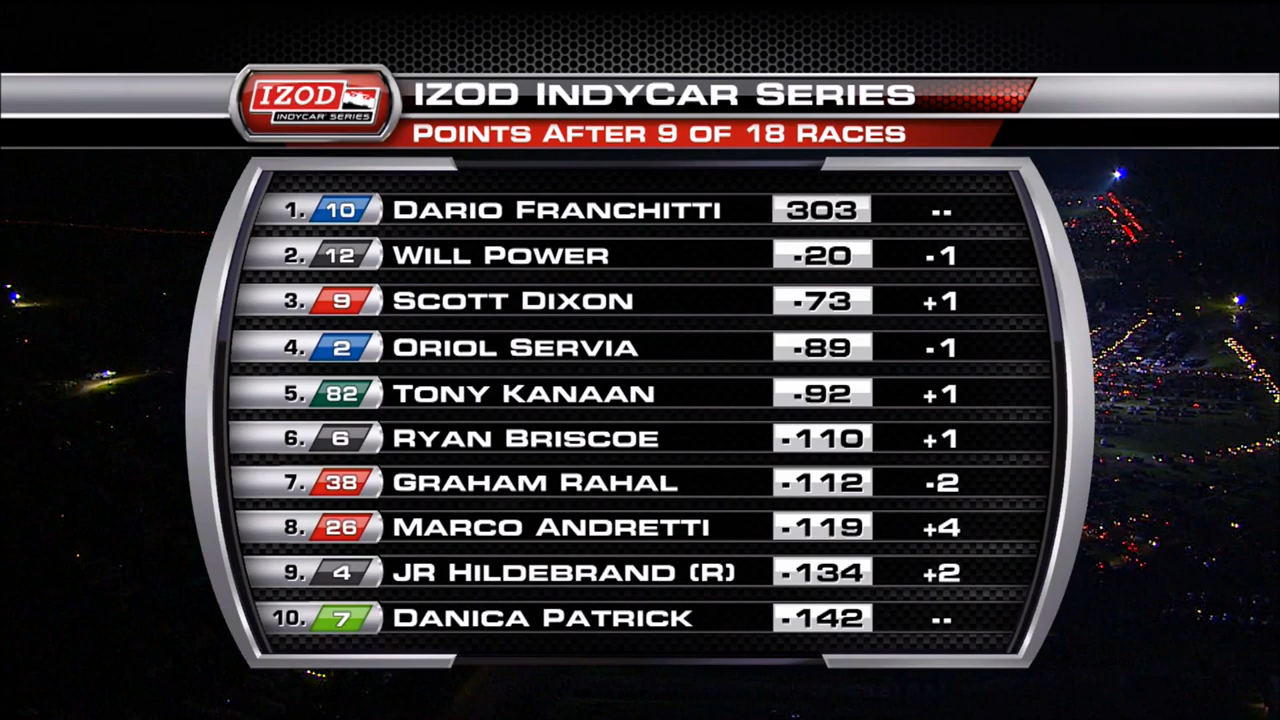 IZOD
INDYCAR SERIES
IZOD INDYCAR SERIES
POINTS AFTER 9 OF 18 RACES
1. 10 DARIO FRANCHITTI 303 --
2. 12 WILL POWER -20 -1
3. 9 SCOTT DIXON -73 +1
4. 2 ORIOL SERVIA -89 -1
5. 82 TONY KANAAN -92 +1
6. 6 RYAN BRISCOE -110 +1
7. 38 GRAHAM RAHAL -112 -2
8. 26 MARCO ANDRETTI -119 +4
9. 4 JR HILDEBRAND (R) -134 +2
10. 7 DANICA PATRICK -142 --